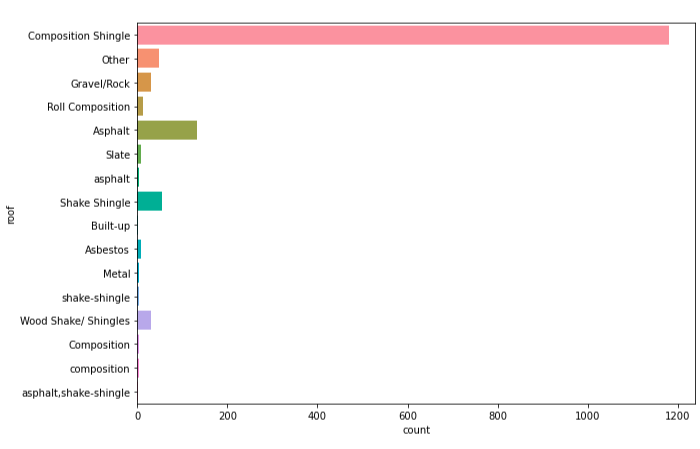 Composition Shingle
Other
Gravel/Rock
Roll Composition
Asphalt
Slate
asphalt
Shake Shingle
Built-up
Asbestos
Metal
shake-shingle
Wood Shake/ Shingles
Composition
composition
asphalt,shake-shingle
roof
0 200 400 600 800 1000 1200
count